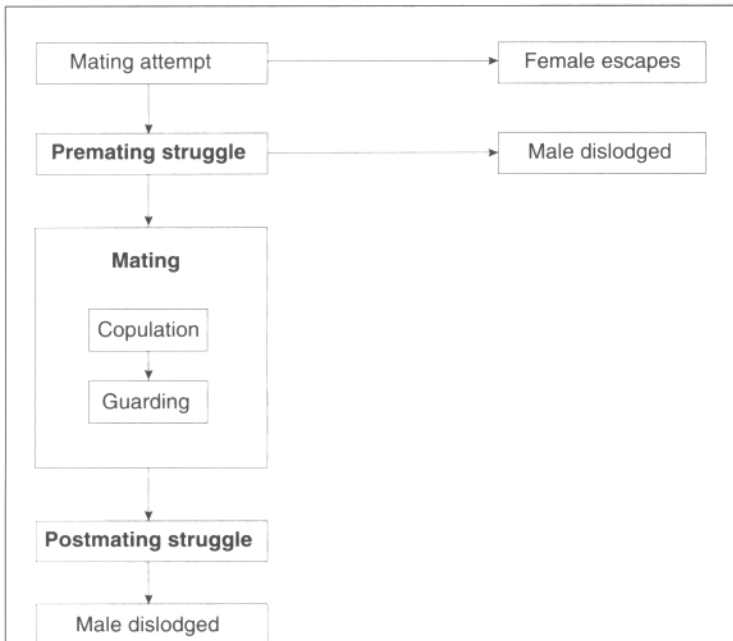 Mating attempt
Female escapes
Premating struggle
Male dislodged
Mating
Copulation
Guarding
Postmating struggle
Male dislodged